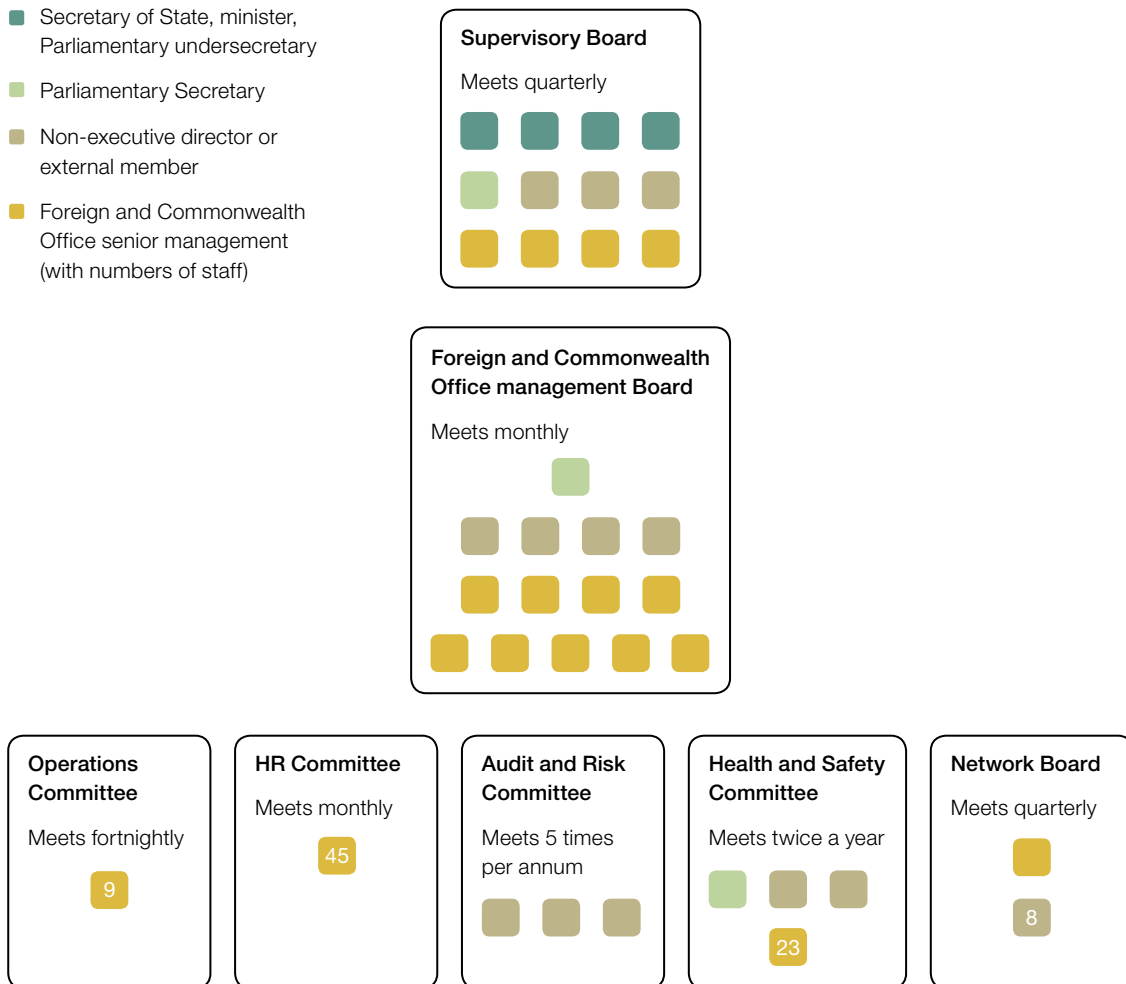 Secretary of State, minister,
Parliamentary undersecretary
Parliamentary Secretary
Non-executive director or
external member
Foreign and Commonwealth
Office senior management
(with numbers of staff)
Supervisory Board
Meets quarterly
Foreign and Commonwealth
Office management Board
Meets monthly
Operations
Committee
Meets fortnightly
9
HR Committee
Meets monthly
45
Audit and Risk
Committee
Meets 5 times
per annum
Health and Safety
Committee
Meets twice a year
23
Network Board
Meets quarterly
8